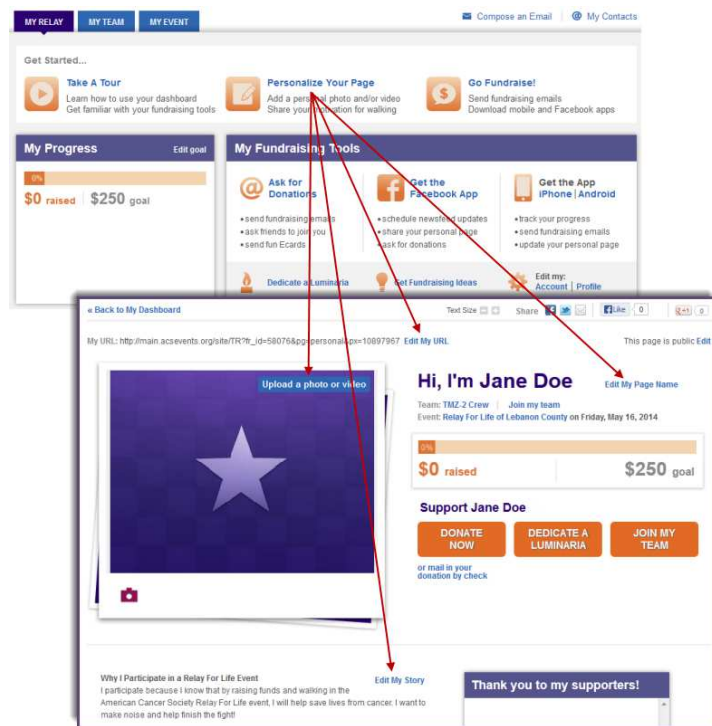 MY RELAY MY TEAM MY EVENT
Compose an Email @ My Contacts
Get Started...
Take A Tour
Learn how to use your dashboard
Get familiar with your fundraising tools
Personalize Your Page
Add a personal photo and/or video
Share your motivation for walking
Go Fundraise!
Send fundraising emails
Download mobile and Facebook apps
My Progress Edit goal
0%
$0 raised $250 goal
My Fundraising Tools
@ Ask for
Donations
•send fundraising emails
•ask friends to join you
•send fun Ecards
Get the
Facebook App
•schedule newsfeed updates
•share your personal page
•ask for donations
Get the App
iPhone | Android
•track your progress
•send fundraising emails
•update your personal page
Dedicate a Luminaria Get Fundraising Ideas
Edit my:
Account | Profile
« Back to My Dashboard
Text Size Share Like 0 +1 0
My URL: http://main.acsevents.org/site/TR?fr_id=58076&pg=personal&px=10897967 Edit My URL
This page is public Edit
Upload a photo or video
Hi, I'm Jane Doe Edit My Page Name
Team: TMZ-2 Crew | Join my team
Event: Relay For Life of Lebanon County on Friday, May 16, 2014
0%
$0 raised $250 goal
Support Jane Doe
DONATE
NOW
DEDICATE A
LUMINARIA
JOIN MY
TEAM
or mail in your
donation by check
Why I Participate in a Relay For Life Event Edit My Story
I participate because I know that by raising funds and walking in the
American Cancer Society Relay For Life event, I will help save lives from cancer. I want to
make noise and help finish the fight!
Thank you to my supporters!